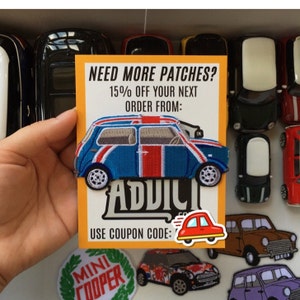 NEED MORE PATCHES?
15% OFF YOUR NEXT
ORDER FROM:
ADDICT
USE COUPON CODE:
MINI
COOPER